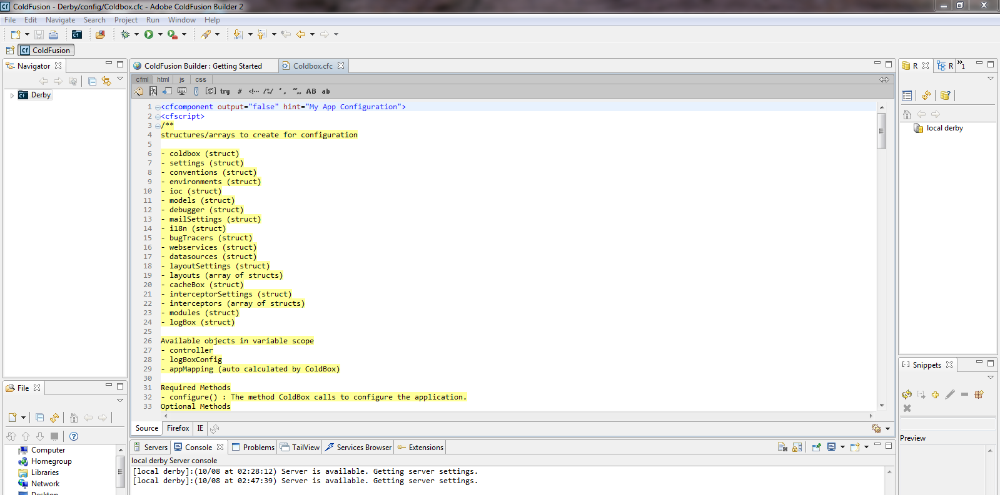 ColdFusion - Derby/config/Coldbox.cfc - Adobe ColdFusion Builder 2
File Edit Navigate Search Project Run Window Help
Cf
Cf ColdFusion
Navigator
Cf Derby
ColdFusion Builder : Getting Started
Coldbox.cfc
cfml html js css
try # AB ab
1 <cfcomponent output="false" hint="My App Configuration">
2 <cfscript>
3 /**
4 structures/arrays to create for configuration
5
6 - coldbox (struct)
7 - settings (struct)
8 - conventions (struct)
9 - environments (struct)
10 - ioc (struct)
11 - models (struct)
12 - debugger (struct)
13 - mailSettings (struct)
14 - i18n (struct)
15 - bugTracers (struct)
16 - webservices (struct)
17 - datasources (struct)
18 - layoutSettings (struct)
19 - layouts (array of structs)
20 - cacheBox (struct)
21 - interceptorSettings (struct)
22 - interceptors (array of structs)
23 - modules (struct)
24 - logBox (struct)
25
26 Available objects in variable scope
27 - controller
28 - logBoxConfig
29 - appMapping (auto calculated by ColdBox)
30
31 Required Methods
32 - configure() : The method ColdBox calls to configure the application.
33 Optional Methods
Source Firefox IE
R
R
»1
local derby
File
Computer
Homegroup
Libraries
Network
Desktop
Servers Console Problems TailView Services Browser Extensions
local derby Server console
[local derby]:(10/08 at 02:28:12) Server is available. Getting server settings.
[local derby]:(10/08 at 02:47:39) Server is available. Getting server settings.
Snippets
Preview